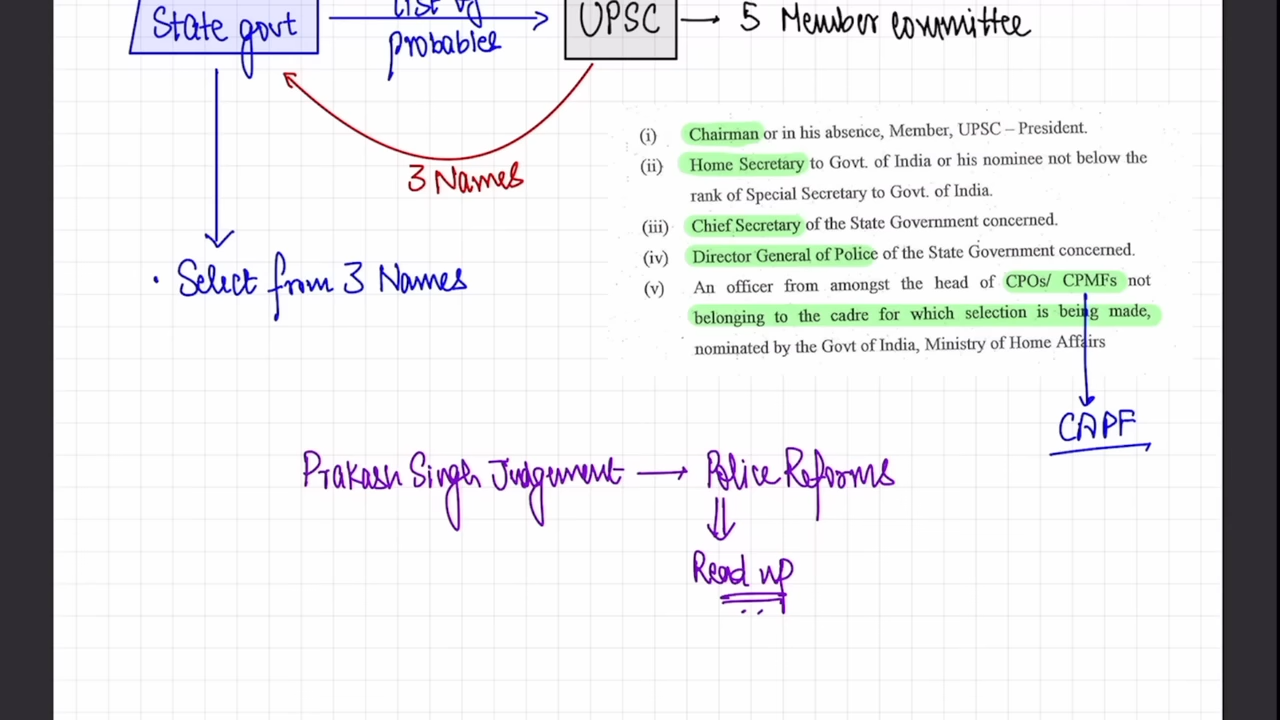 State govt
List of
probables
UPSC
5 Member committee
3 Names
• Select from 3 Names
(i) Chairman or in his absence, Member, UPSC – President.
(ii) Home Secretary to Govt. of India or his nominee not below the
rank of Special Secretary to Govt. of India.
(iii) Chief Secretary of the State Government concerned.
(iv) Director General of Police of the State Government concerned.
(v) An officer from amongst the head of CPOs/ CPMFs not
belonging to the cadre for which selection is being made,
nominated by the Govt of India, Ministry of Home Affairs
CAPF
Prakash Singh Judgement → Police Reforms
Read up